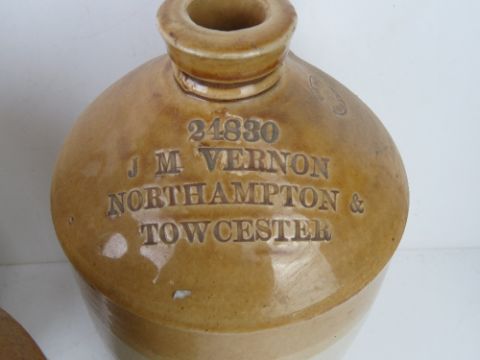 24830
J M VERNON
NORTHAMPTON &
TOWCESTER